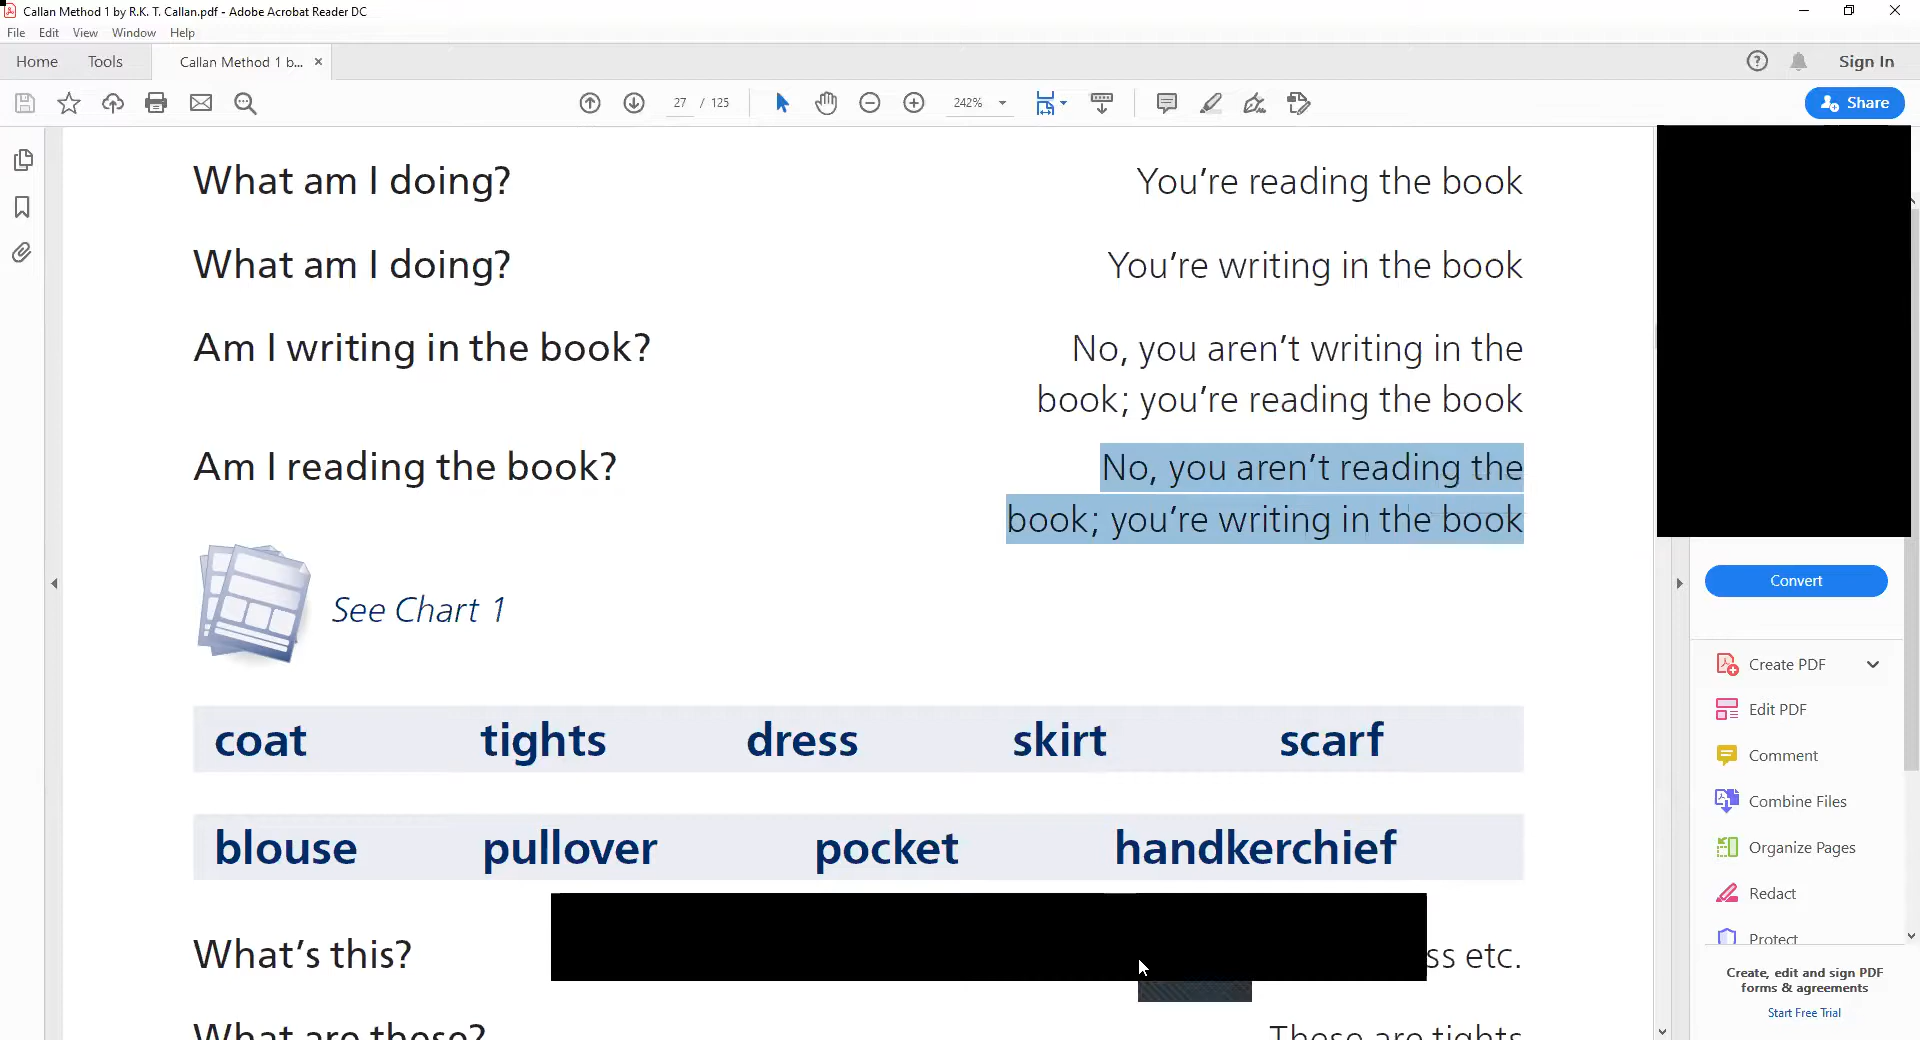 Callan Method 1 by R.K. T. Callan.pdf - Adobe Acrobat Reader DC
File Edit View Window Help
Home Tools Callan Method 1 b... Sign In
27 / 125 242% Share
What am I doing? You're reading the book
What am I doing? You're writing in the book
Am I writing in the book? No, you aren't writing in the
book; you're reading the book
Am I reading the book? No, you aren't reading the
book; you're writing in the book
See Chart 1
coat tights dress skirt scarf
blouse pullover pocket handkerchief
What's this? ss etc.
What are these? These are tights
Convert
Create PDF
Edit PDF
Comment
Combine Files
Organize Pages
Redact
Protect
Create, edit and sign PDF
forms & agreements
Start Free Trial